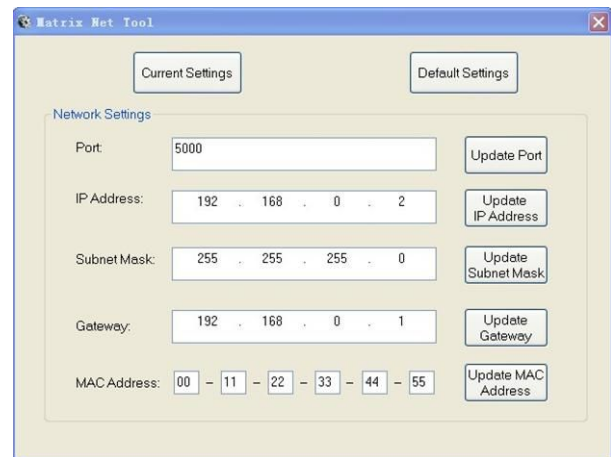 Matrix Net Tool
Current Settings
Default Settings
Network Settings
Port:
5000
Update Port
IP Address:
192 . 168 . 0 . 2
Update
IP Address
Subnet Mask:
255 . 255 . 255 . 0
Update
Subnet Mask
Gateway:
192 . 168 . 0 . 1
Update
Gateway
MAC Address:
00 - 11 - 22 - 33 - 44 - 55
Update MAC
Address